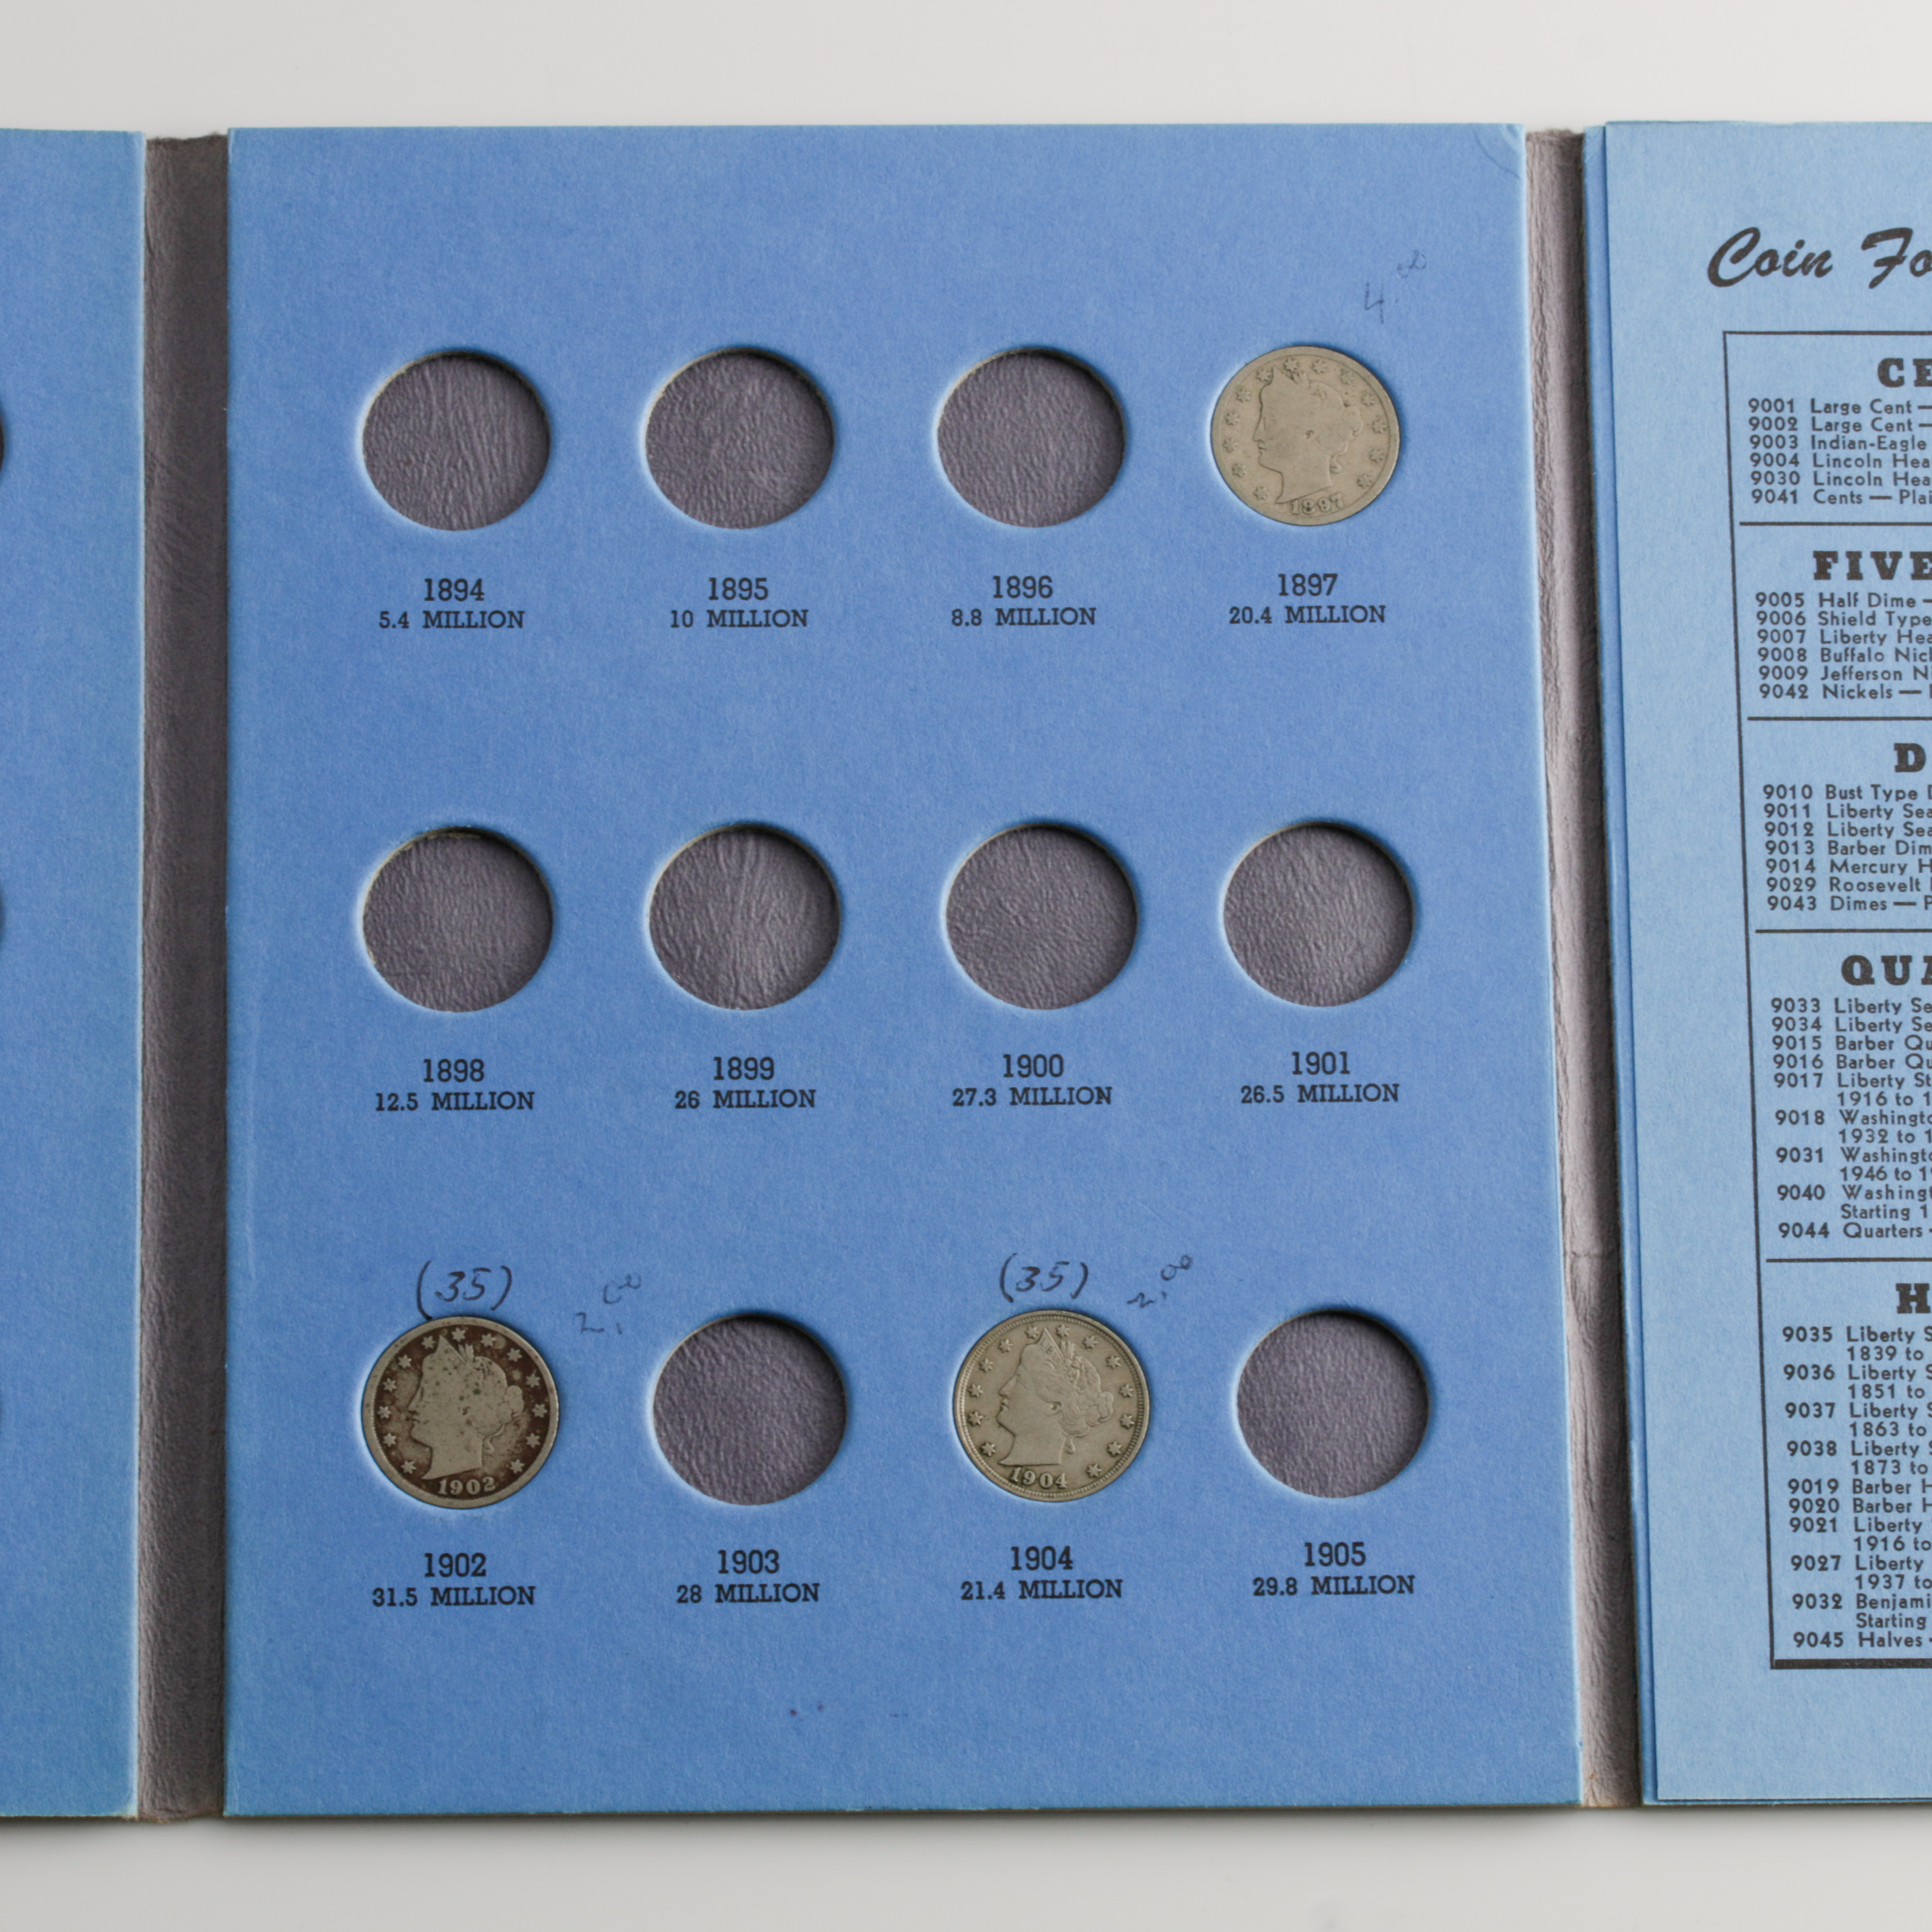 4.00
1897
1894
5.4 MILLION
1895
10 MILLION
1896
8.8 MILLION
1897
20.4 MILLION
1898
12.5 MILLION
1899
26 MILLION
1900
27.3 MILLION
1901
26.5 MILLION
(35) 2.00
(35) 2.00
1902
1904
1902
31.5 MILLION
1903
28 MILLION
1904
21.4 MILLION
1905
29.8 MILLION
Coin Fo
CE
9001 Large Cent —
9002 Large Cent —
9003 Indian-Eagle
9004 Lincoln Hea
9030 Lincoln Hea
9041 Cents — Plai
FIVE
9005 Half Dime —
9006 Shield Type
9007 Liberty Hea
9008 Buffalo Nick
9009 Jefferson Ni
9042 Nickels —
D
9010 Bust Type D
9011 Liberty Sea
9012 Liberty Sea
9013 Barber Dim
9014 Mercury H
9029 Roosevelt
9043 Dimes — P
QUA
9033 Liberty Se
9034 Liberty Se
9015 Barber Qu
9016 Barber Qu
9017 Liberty St
1916 to 1
9018 Washingto
1932 to 1
9031 Washingto
1946 to 19
9040 Washingt
Starting 1
9044 Quarters
H
9035 Liberty S
1839 to
9036 Liberty S
1851 to
9037 Liberty S
1863 to
9038 Liberty S
1873 to
9019 Barber H
9020 Barber H
9021 Liberty
1916 to
9027 Liberty
1937 to
9032 Benjami
Starting
9045 Halves